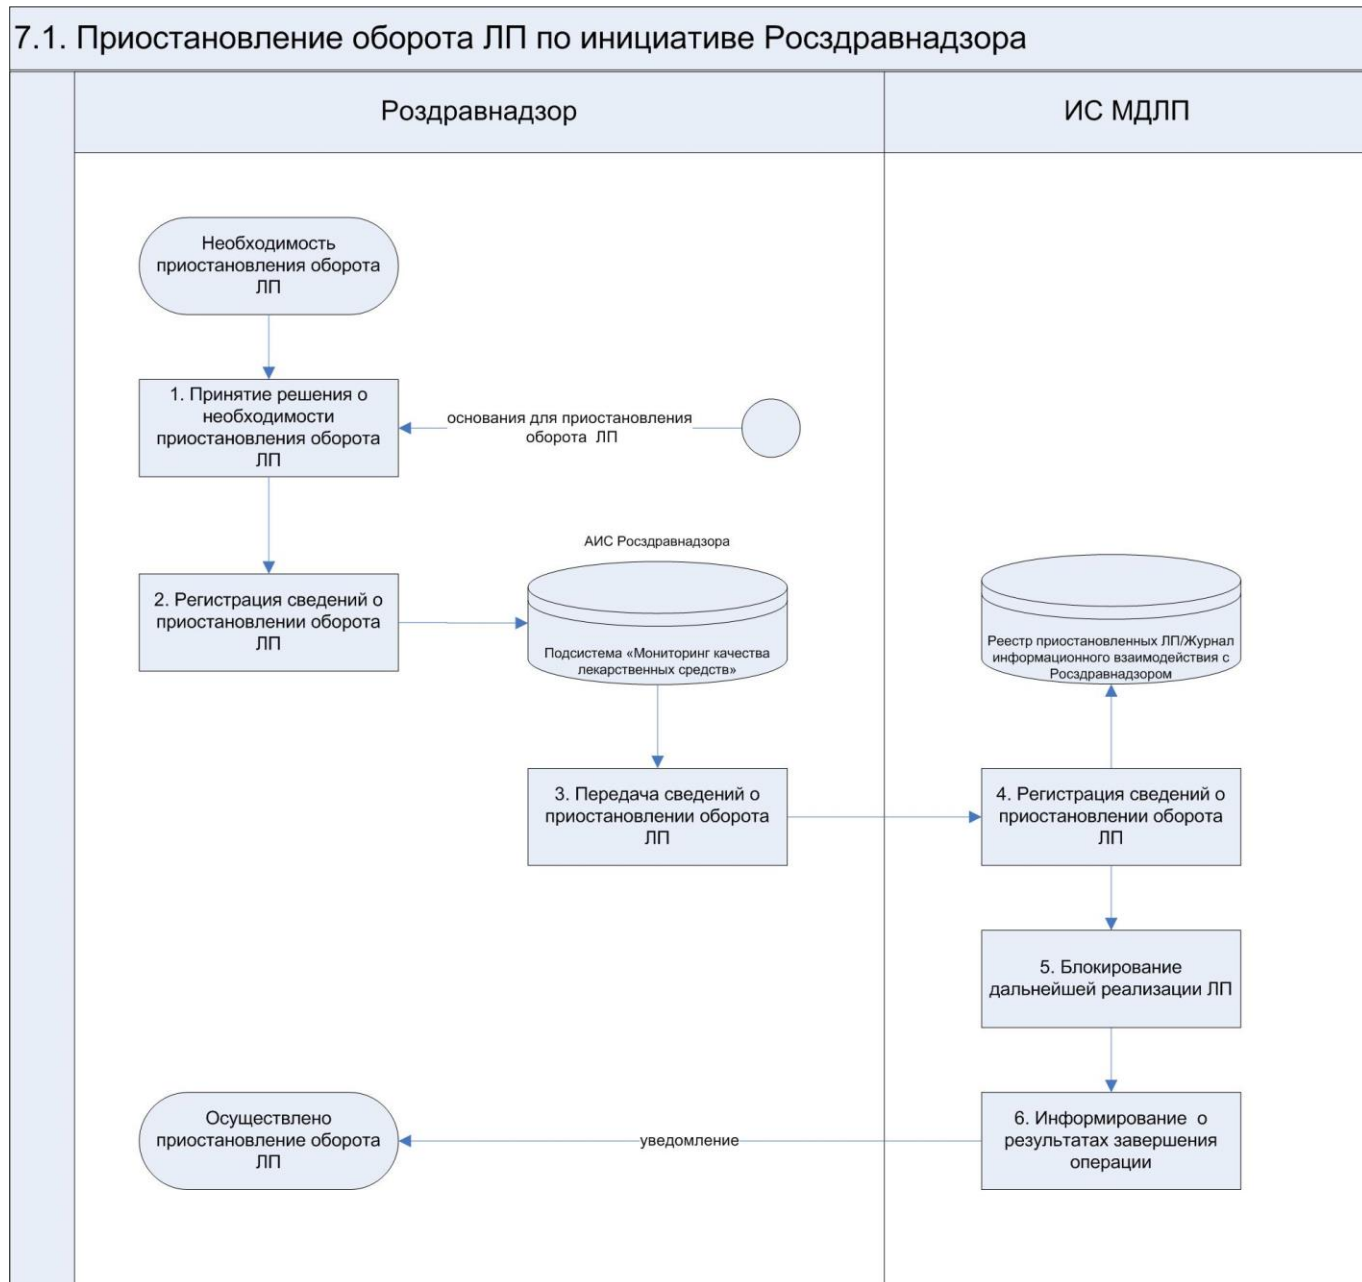 7.1. Приостановление оборота ЛП по инициативе Росздравнадзора
Роздравнадзор
ИС МДЛП
Необходимость
приостановления оборота
ЛП
1. Принятие решения о
необходимости
приостановления оборота
ЛП
основания для приостановления
оборота ЛП
АИС Росздравнадзора
2. Регистрация сведений о
приостановлении оборота
ЛП
Подсистема «Мониторинг качества
лекарственных средств»
Реестр приостановленных ЛП/Журнал
информационного взаимодействия с
Росздравнадзором
3. Передача сведений о
приостановлении оборота
ЛП
4. Регистрация сведений о
приостановлении оборота
ЛП
5. Блокирование
дальнейшей реализации ЛП
6. Информирование о
результатах завершения
операции
уведомление
Осуществлено
приостановление оборота
ЛП